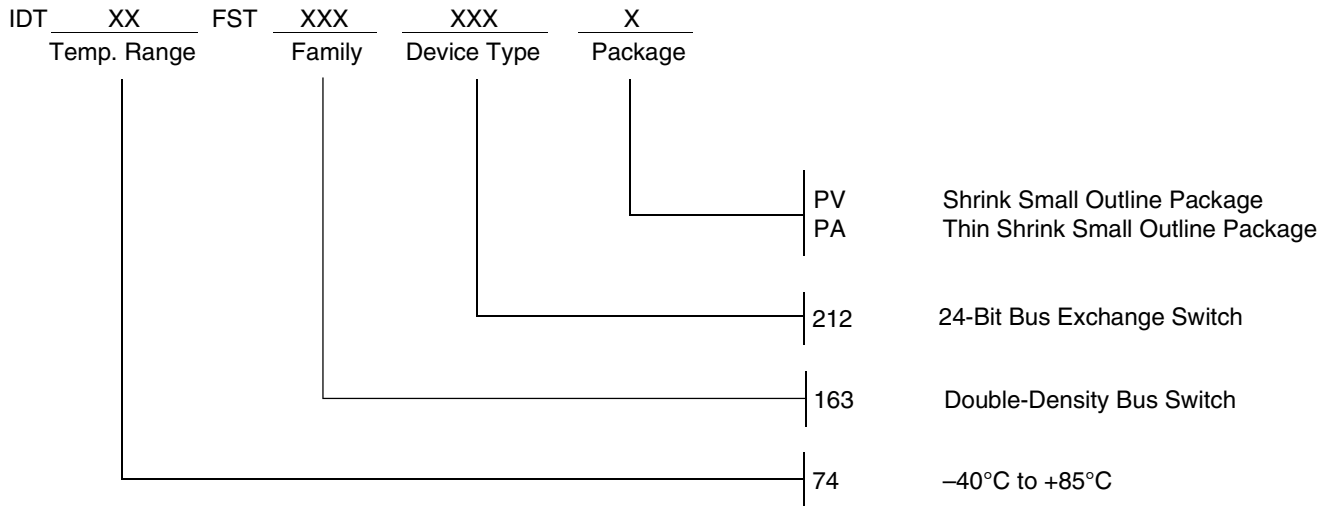 IDT XX FST XXX XXX X
Temp. Range Family Device Type Package
PV Shrink Small Outline Package
PA Thin Shrink Small Outline Package
212 24-Bit Bus Exchange Switch
163 Double-Density Bus Switch
74 –40°C to +85°C